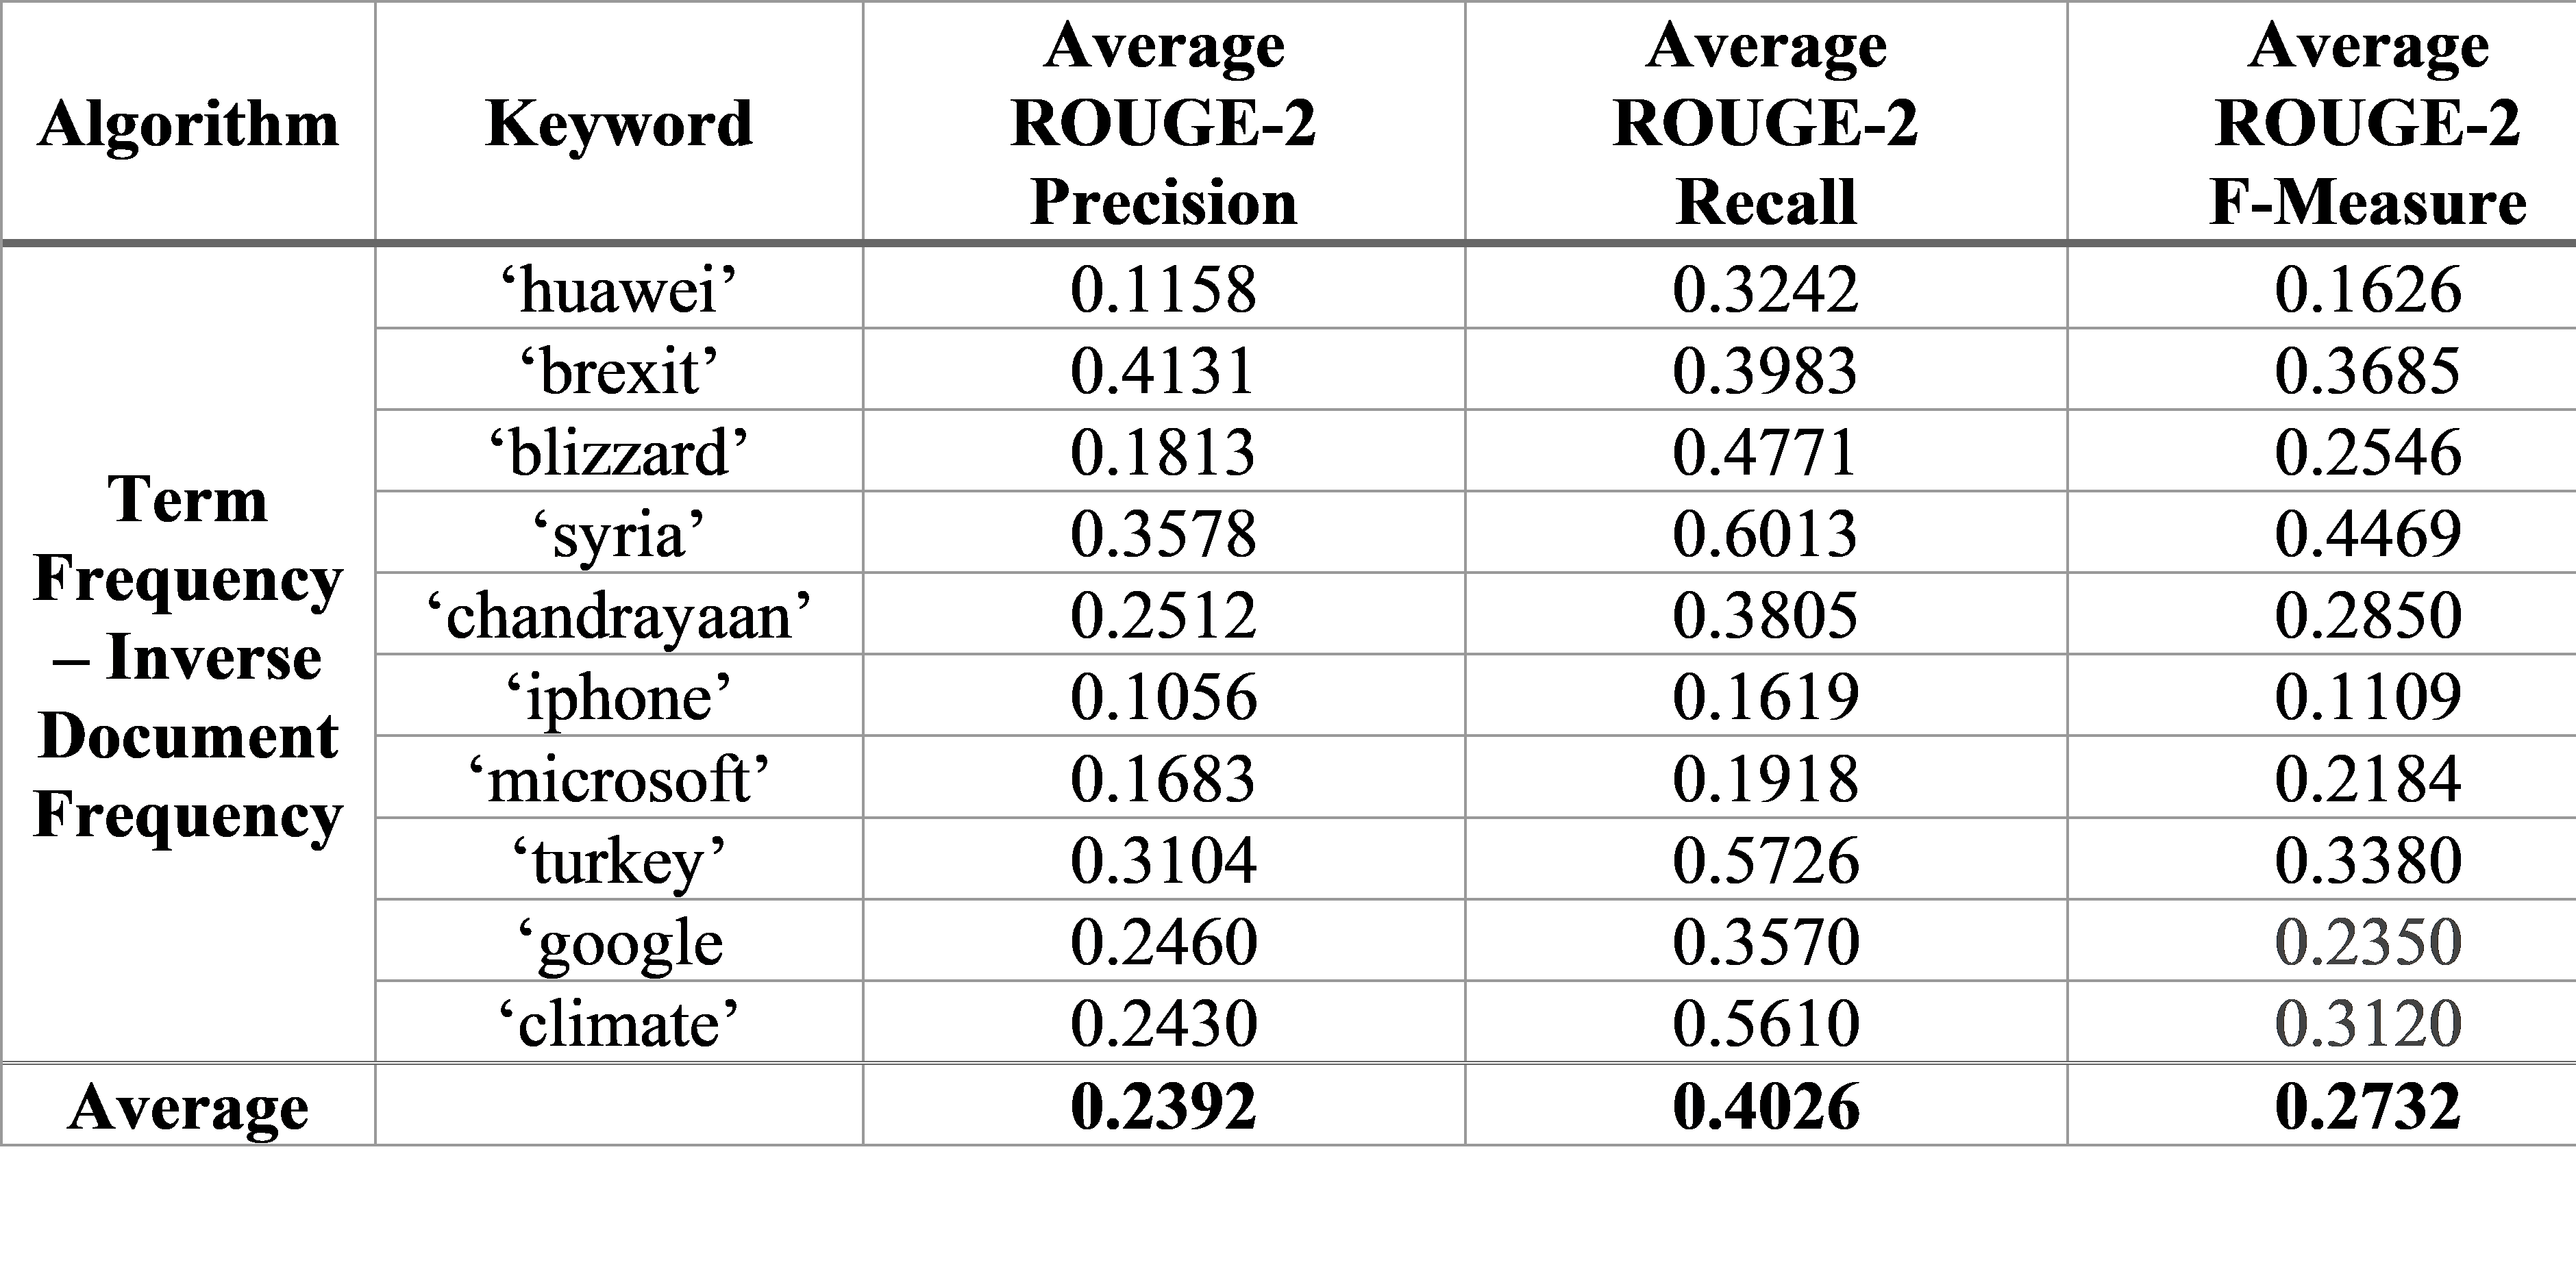 Algorithm Keyword Average ROUGE-2 Precision Average ROUGE-2 Recall Average ROUGE-2 F-Measure
Term Frequency – Inverse Document Frequency
‘huawei’ 0.1158 0.3242 0.1626
‘brexit’ 0.4131 0.3983 0.3685
‘blizzard’ 0.1813 0.4771 0.2546
‘syria’ 0.3578 0.6013 0.4469
‘chandrayaan’ 0.2512 0.3805 0.2850
‘iphone’ 0.1056 0.1619 0.1109
‘microsoft’ 0.1683 0.1918 0.2184
‘turkey’ 0.3104 0.5726 0.3380
‘google 0.2460 0.3570 0.2350
‘climate’ 0.2430 0.5610 0.3120
Average 0.2392 0.4026 0.2732